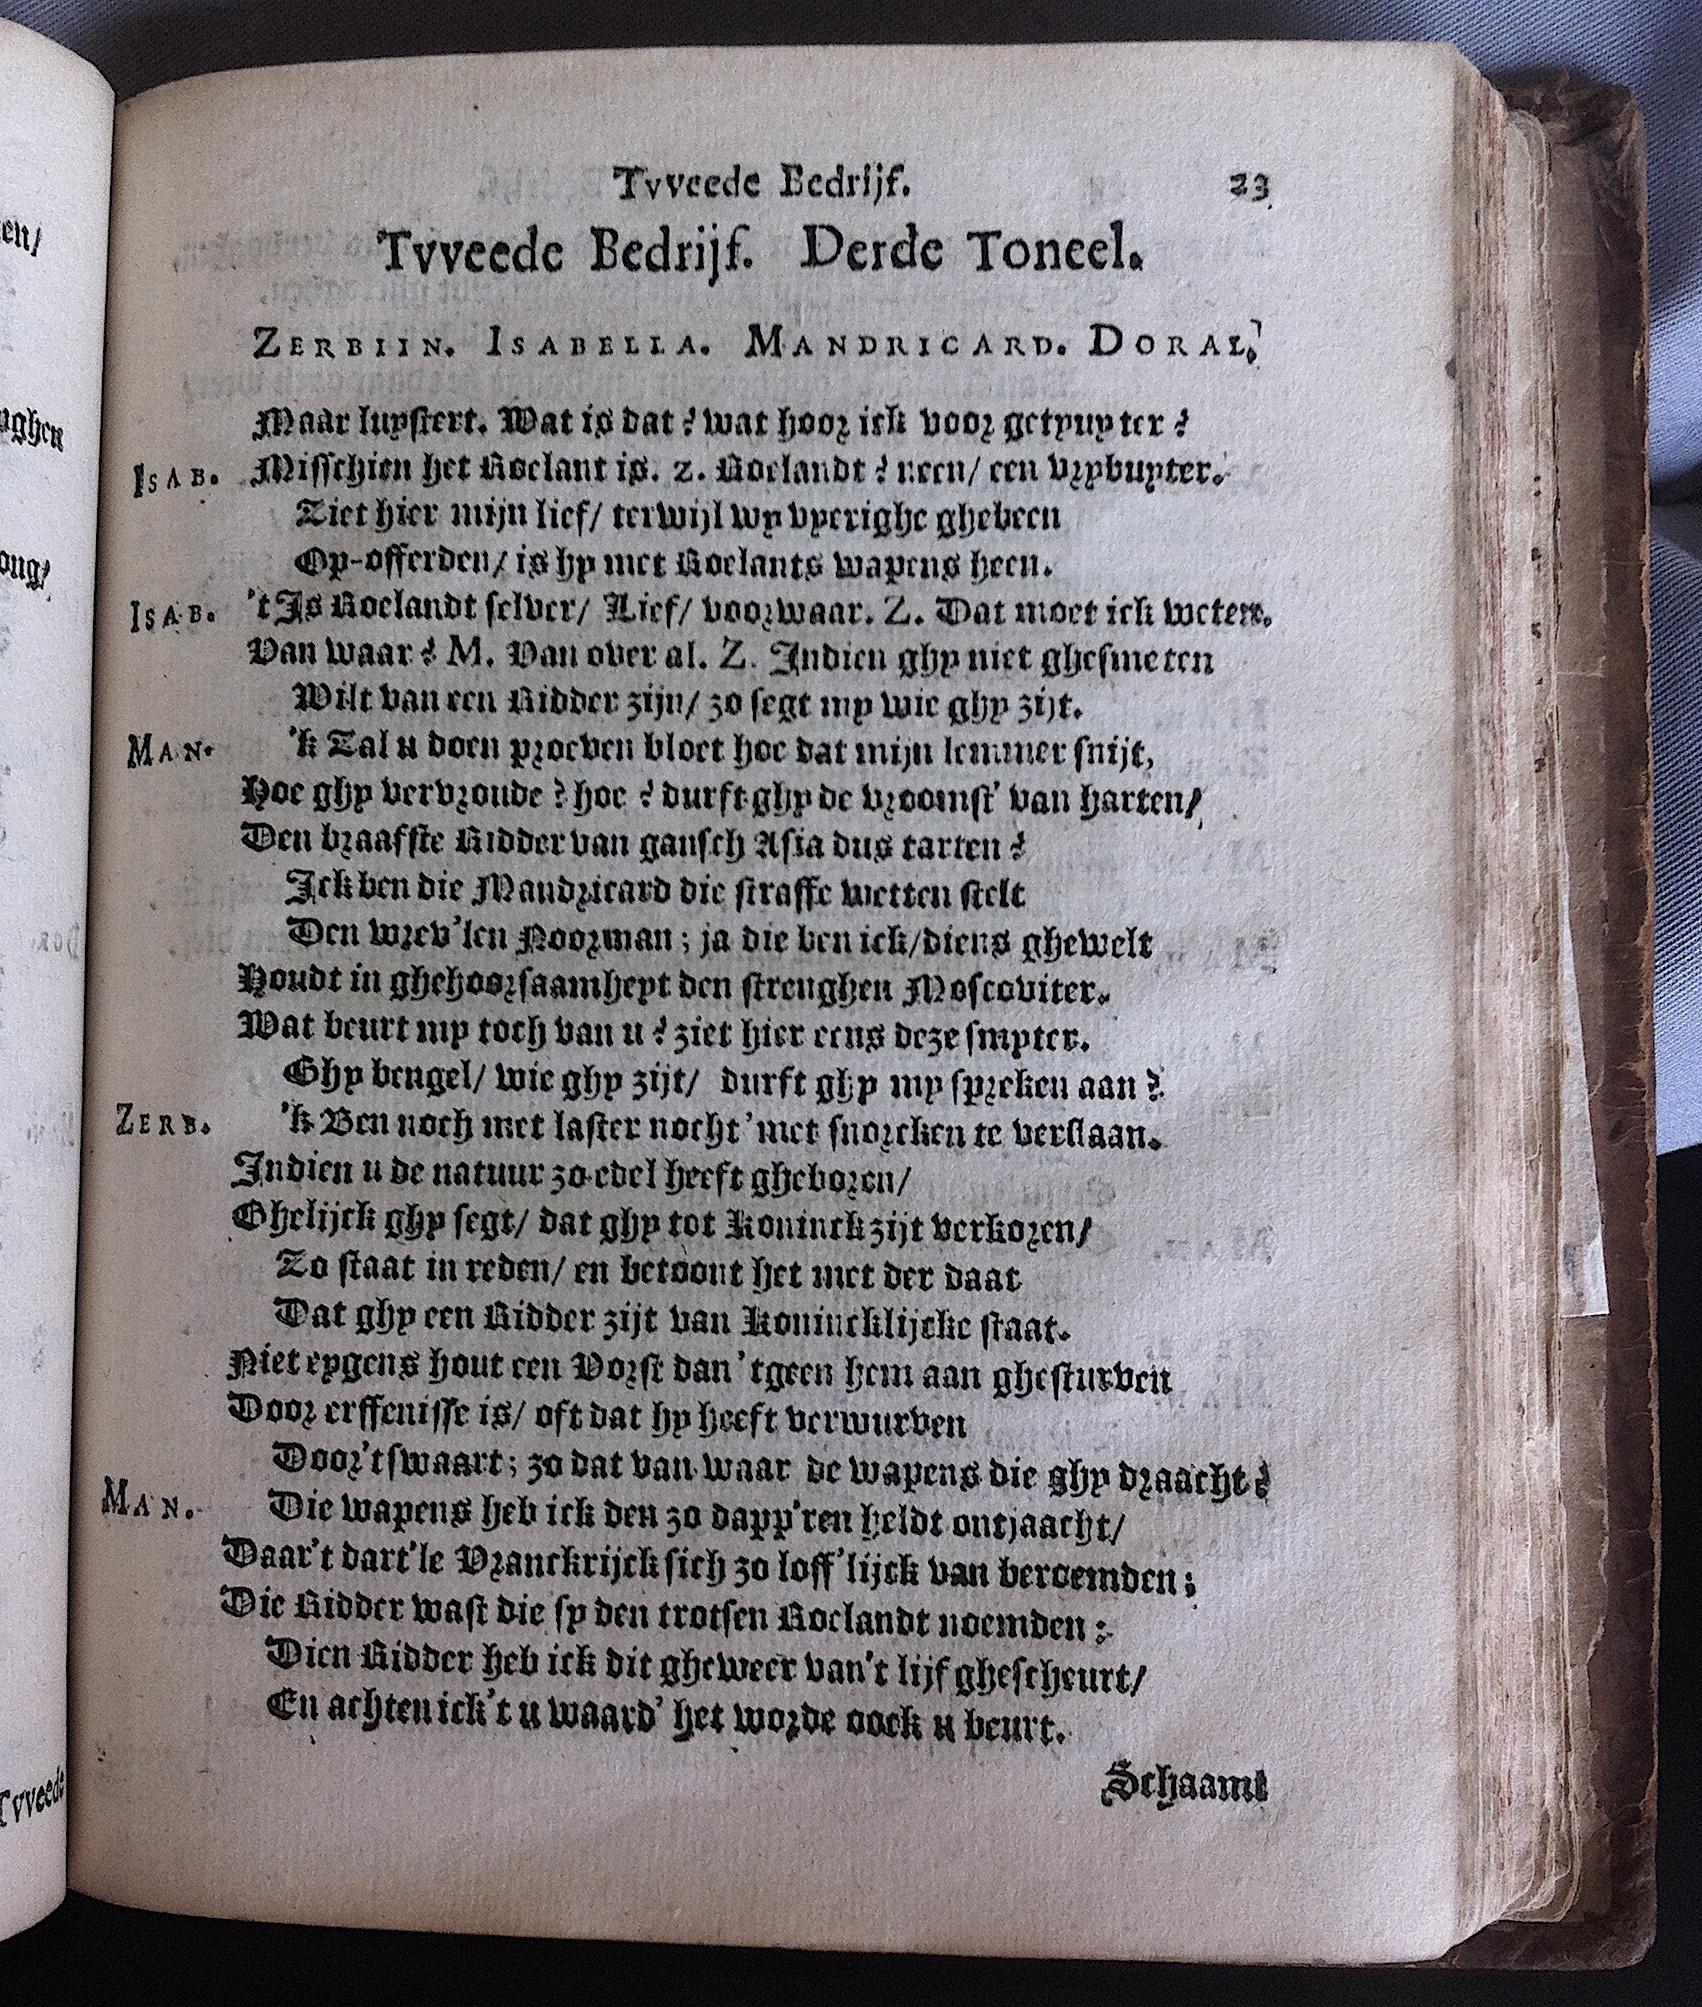 Tvveede Bedrijf. 23
Tvveede Bedrijf. Derde Toneel.
ZERBIIN. ISABELLA. MANDRICARD. DORAL.
Maar luystert. Wat is dat? wat hoor ick voor getpuyter?
ISAB. Misschien het Roelant is. z. Roelandt? neen/ een vrybuyter.
Ziet hier mijn lief/ terwijl wy vyerighe ghebeen
Op-offerden/ is hy met Roelants wapens heen.
ISAB. 't Is Roelandt selver/ Lief/ voorwaar. Z. Dat moet ick weten.
Van waar? M. Van over al. Z. Indien ghy niet ghesmeten
Wilt van een Ridder zijn/ zo segt my wie ghy zijt.
MAN. 'k Zal u doen proeven bloet hoe dat mijn lemmer snijt,
Hoe ghy vervroude? hoe? durft ghy de vroomst' van harten/
Den braafste Ridder van gansch Asia dus tarten?
Ick ben die Mandricard die straffe wetten stelt
Den wrev'len Noorman; ja die ben ick/ diens ghewelt
Houdt in ghehoorsaamheyt den strenghen Moscoviter.
Wat beurt my toch van u? ziet hier eens deze smyter.
Ghy bengel/ wie ghy zijt/ durft ghy my spreken aan?
ZERB. 'k Ben noch met laster nocht' met snorcken te verslaan.
Indien u de natuur zo edel heeft gheboren/
Ghelijck ghy segt/ dat ghy tot Koninck zijt verkozen/
Zo staat in reden/ en betoont het met der daat
Dat ghy een Ridder zijt van Konincklijcke staat.
Niet eygens hout een Vorst dan 'tgeen hem aan ghesturven
Door erffenisse is/ oft dat hy heeft verwurven
Door 't swaart; zo dat van waar de wapens die ghy draacht?
MAN. Die wapens heb ick den zo dapp'ren heldt ontjaacht/
Daar't dart'le Vranckrijck sich zo loff'lijck van beroemden;
Die Ridder wast die sy den trotsen Roelandt noemden:
Dien Ridder heb ick dit gheweer van't lijf ghescheurt/
En achten ick't u waard' het worde oock u beurt.
Schaamt
en/
ghen
ong/
Tvveede